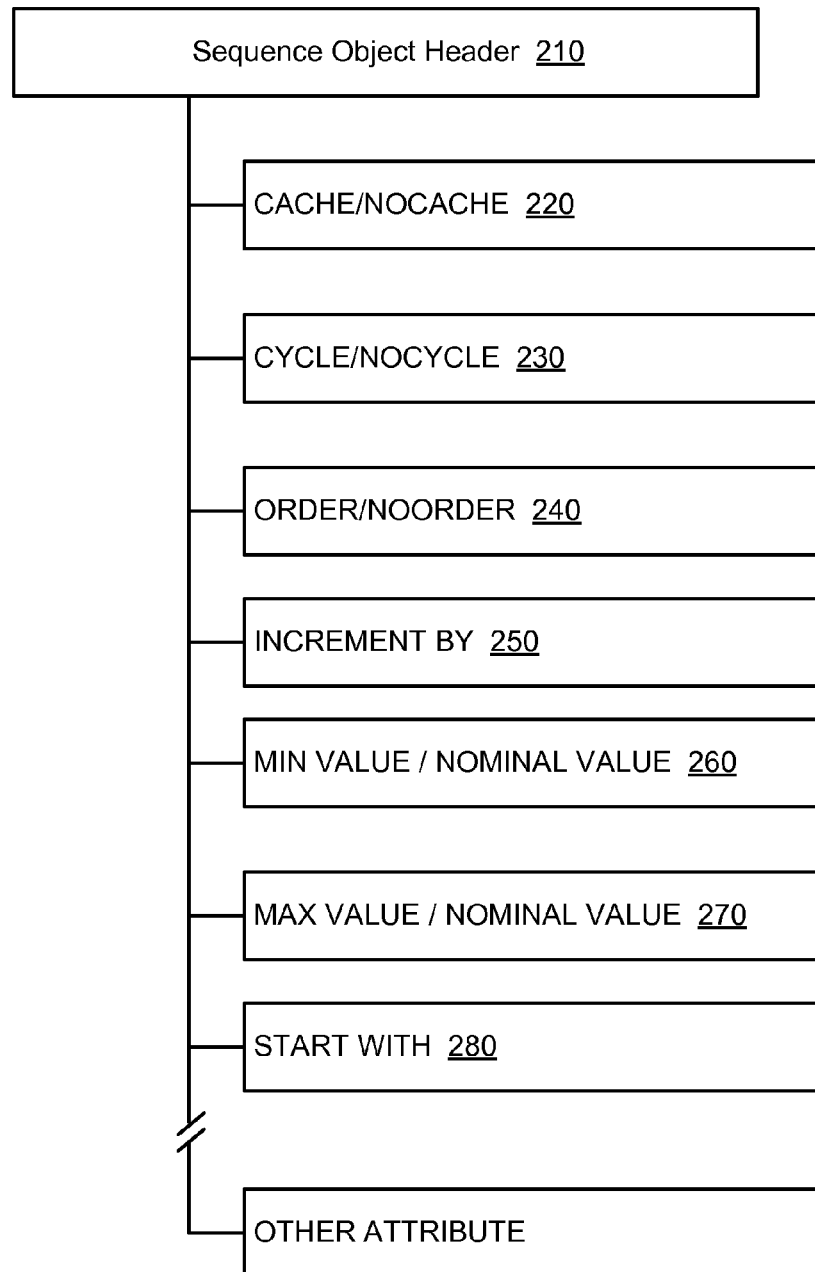 Sequence Object Header 210
CACHE/NOCACHE 220
CYCLE/NOCYCLE 230
ORDER/NOORDER 240
INCREMENT BY 250
MIN VALUE / NOMINAL VALUE 260
MAX VALUE / NOMINAL VALUE 270
START WITH 280
OTHER ATTRIBUTE